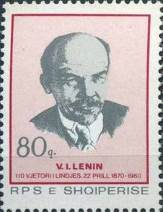 80q.
V.I.LENIN
110 VJETORI I LINDJES. 22 PRILL 1870-1980
RPS E SHQIPERISE